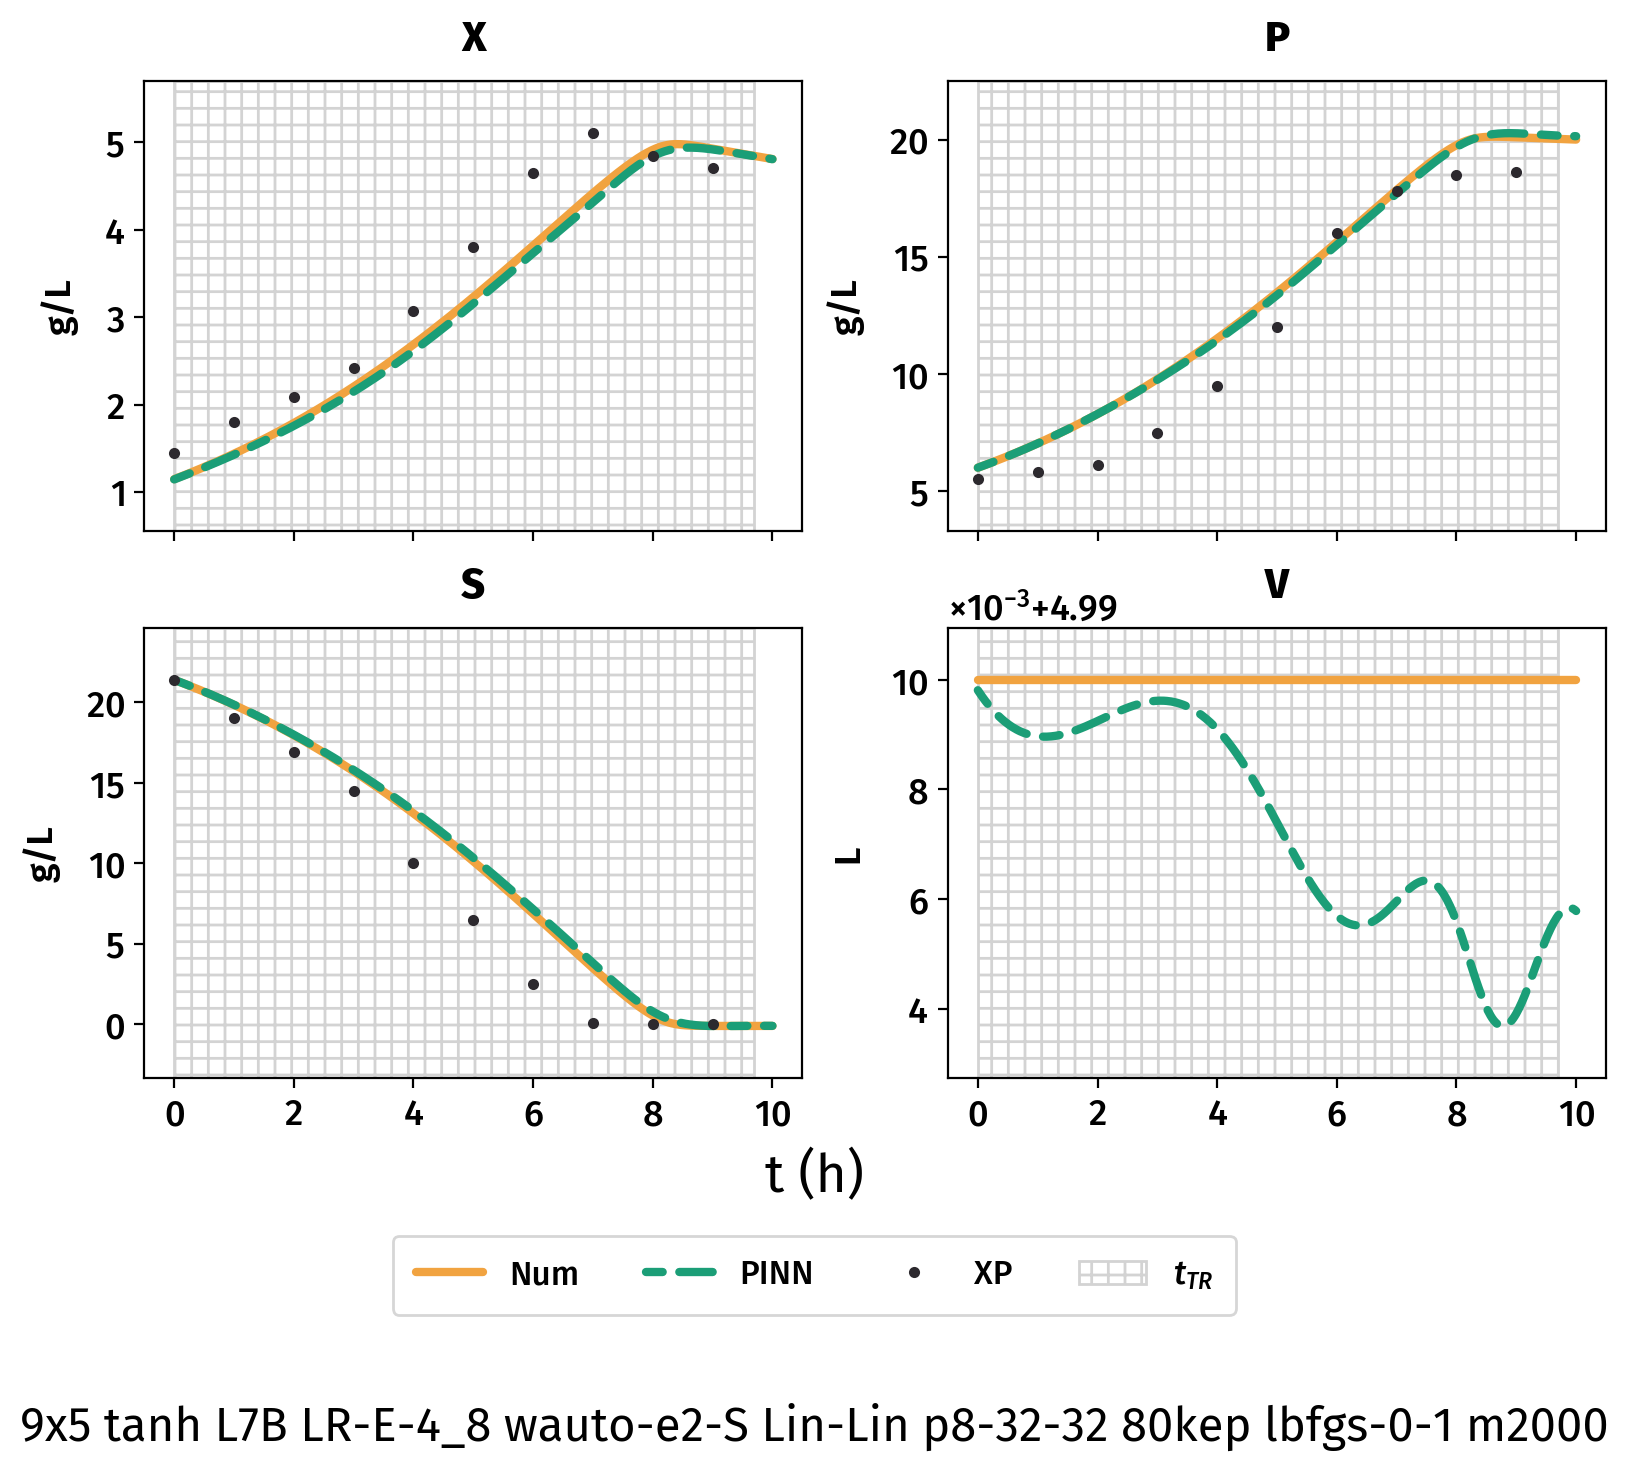 X
P
5
4
3
2
1
g/L
20
15
10
5
g/L
S
V
×10⁻³+4.99
20
15
10
5
0
g/L
10
8
6
4
L
0 2 4 6 8 10
0 2 4 6 8 10
t (h)
Num PINN XP tTR
9x5 tanh L7B LR-E-4_8 wauto-e2-S Lin-Lin p8-32-32 80kep lbfgs-0-1 m2000